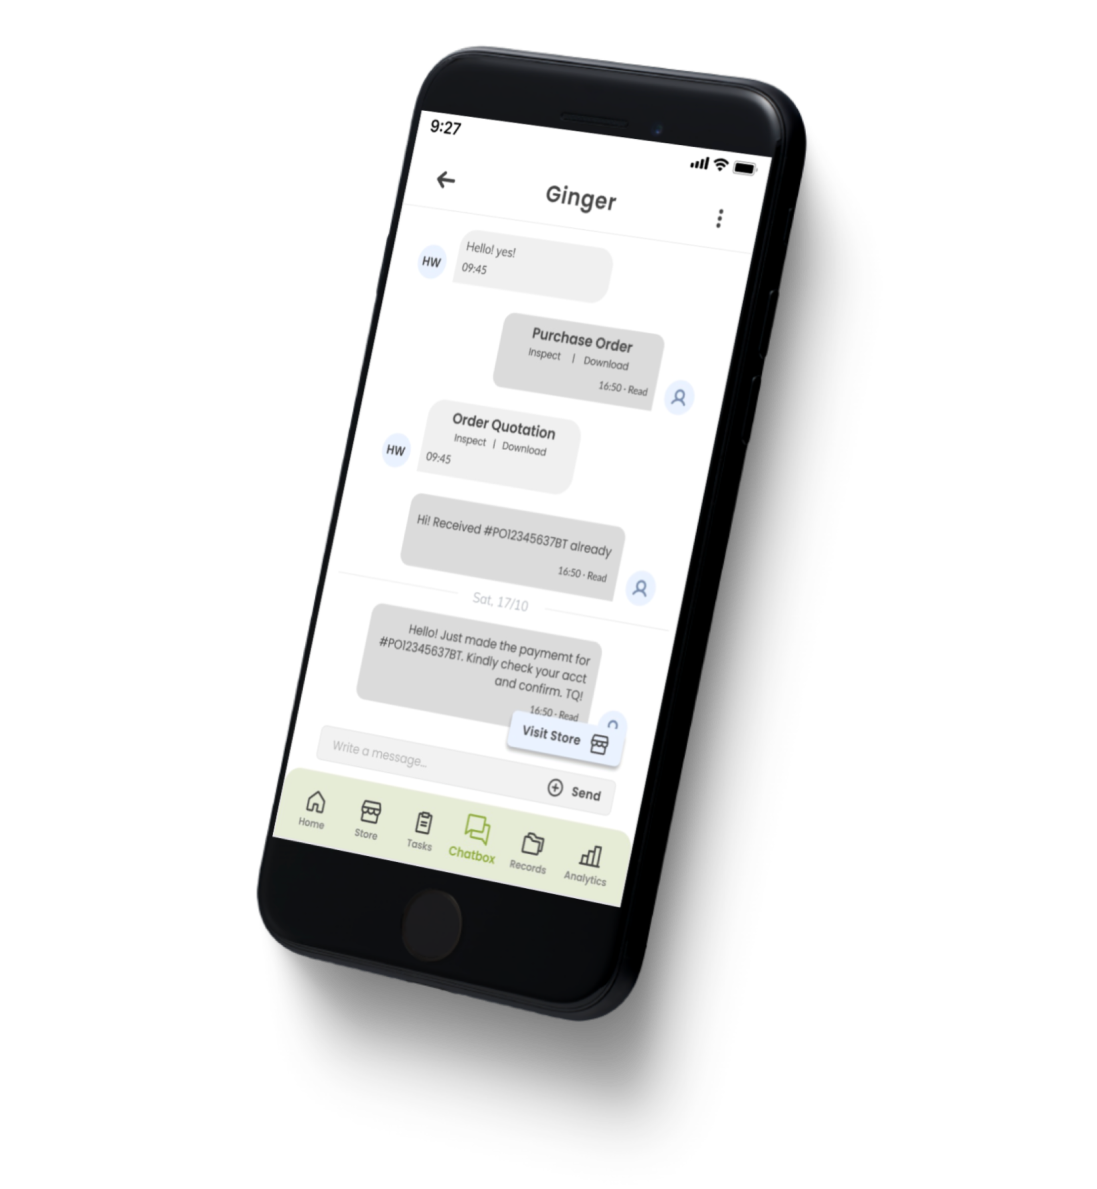 9:27
Ginger
Hello! yes!
HW
09:45
Purchase Order
Inspect | Download
16:50 · Read
Order Quotation
Inspect | Download
HW
09:45
Hi! Received #PO12345637BT already
16:50 · Read
Sat, 17/10
Hello! Just made the paymemt for
#PO12345637BT. Kindly check your acct
and confirm. TQ!
16:50 · Read
Visit Store
Write a message...
Send
Home
Store
Tasks
Chatbox
Records
Analytics